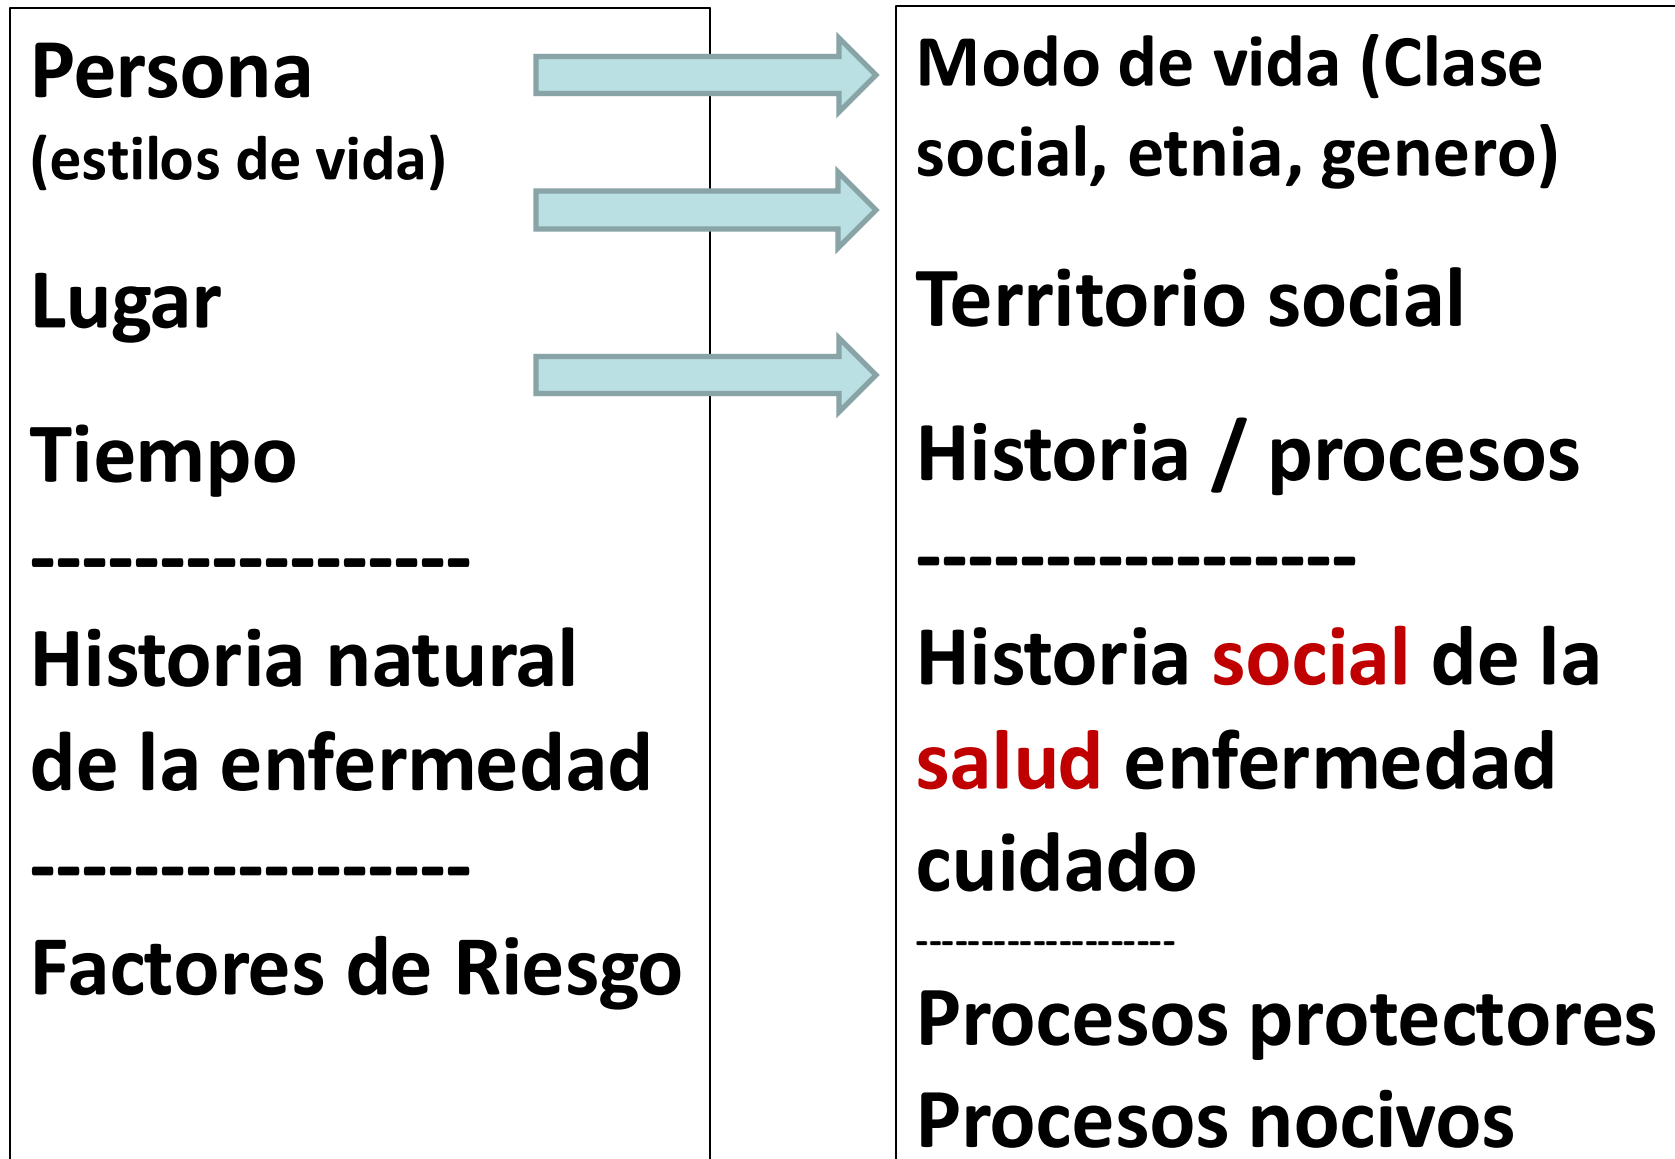 Persona
(estilos de vida)
Lugar
Tiempo
-----------------
Historia natural
de la enfermedad
-----------------
Factores de Riesgo
Modo de vida (Clase
social, etnia, genero)
Territorio social
Historia / procesos
-----------------
Historia social de la
salud enfermedad
cuidado
--------------------
Procesos protectores
Procesos nocivos